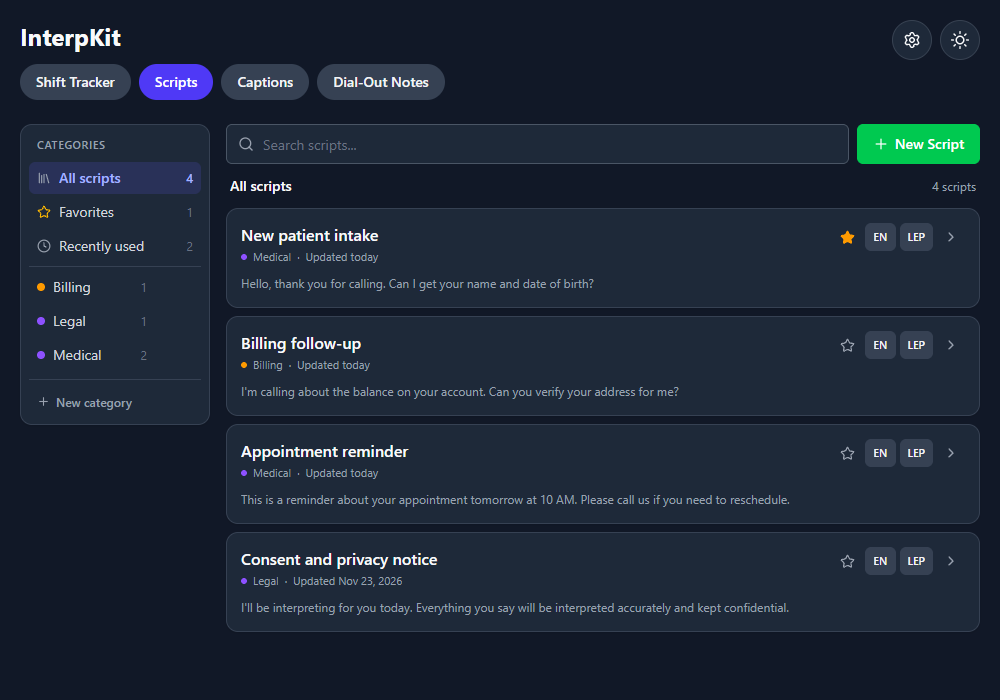 InterpKit
Shift Tracker
Scripts
Captions
Dial-Out Notes
CATEGORIES
All scripts 4
Favorites 1
Recently used 2
Billing 1
Legal 1
Medical 2
+ New category
Search scripts...
+ New Script
All scripts
4 scripts
New patient intake
EN
LEP
Medical · Updated today
Hello, thank you for calling. Can I get your name and date of birth?
Billing follow-up
EN
LEP
Billing · Updated today
I'm calling about the balance on your account. Can you verify your address for me?
Appointment reminder
EN
LEP
Medical · Updated today
This is a reminder about your appointment tomorrow at 10 AM. Please call us if you need to reschedule.
Consent and privacy notice
EN
LEP
Legal · Updated Nov 23, 2026
I'll be interpreting for you today. Everything you say will be interpreted accurately and kept confidential.